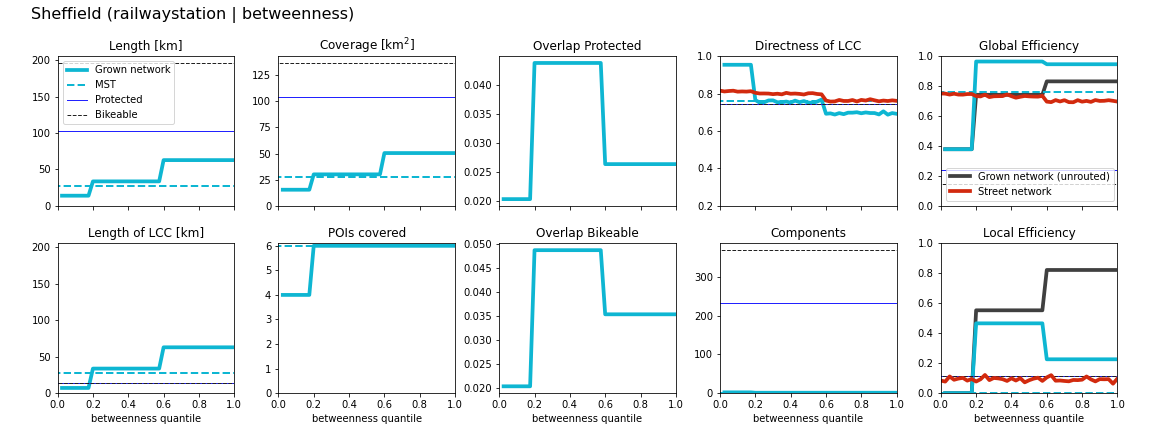 Sheffield (railwaystation | betweenness)
Length [km]
200
150
100
50
0
Grown network
MST
Protected
Bikeable
Coverage [km²]
125
100
75
50
25
0
Overlap Protected
0.040
0.035
0.030
0.025
0.020
Directness of LCC
1.0
0.8
0.6
0.4
0.2
Global Efficiency
1.0
0.8
0.6
0.4
0.2
0.0
Grown network (unrouted)
Street network
Length of LCC [km]
200
150
100
50
0
0.0 0.2 0.4 0.6 0.8 1.0
betweenness quantile
POIs covered
6
5
4
3
2
1
0
0.0 0.2 0.4 0.6 0.8 1.0
betweenness quantile
Overlap Bikeable
0.050
0.045
0.040
0.035
0.030
0.025
0.020
0.0 0.2 0.4 0.6 0.8 1.0
betweenness quantile
Components
300
200
100
0
0.0 0.2 0.4 0.6 0.8 1.0
betweenness quantile
Local Efficiency
1.0
0.8
0.6
0.4
0.2
0.0
0.0 0.2 0.4 0.6 0.8 1.0
betweenness quantile